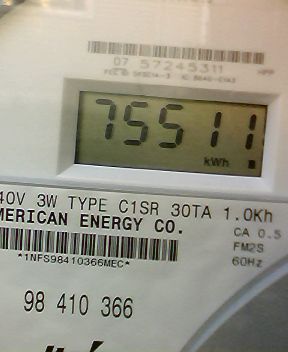 07 57245311
75511
kWh
40V 3W TYPE C1SR 30TA 1.0Kh
MERICAN ENERGY CO.
CA 0.5
FM2S
60Hz
*1NFS98410366MEC*
98 410 366